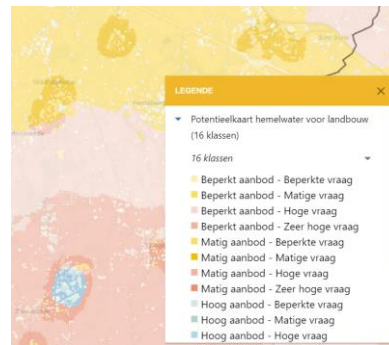 LEGENDE
Potentieelkaart hemelwater voor landbouw
(16 klassen)
16 klassen
Beperkt aanbod - Beperkte vraag
Beperkt aanbod - Matige vraag
Beperkt aanbod - Hoge vraag
Beperkt aanbod - Zeer hoge vraag
Matig aanbod - Beperkte vraag
Matig aanbod - Matige vraag
Matig aanbod - Hoge vraag
Matig aanbod - Zeer hoge vraag
Hoog aanbod - Beperkte vraag
Hoog aanbod - Matige vraag
Hoog aanbod - Hoge vraag